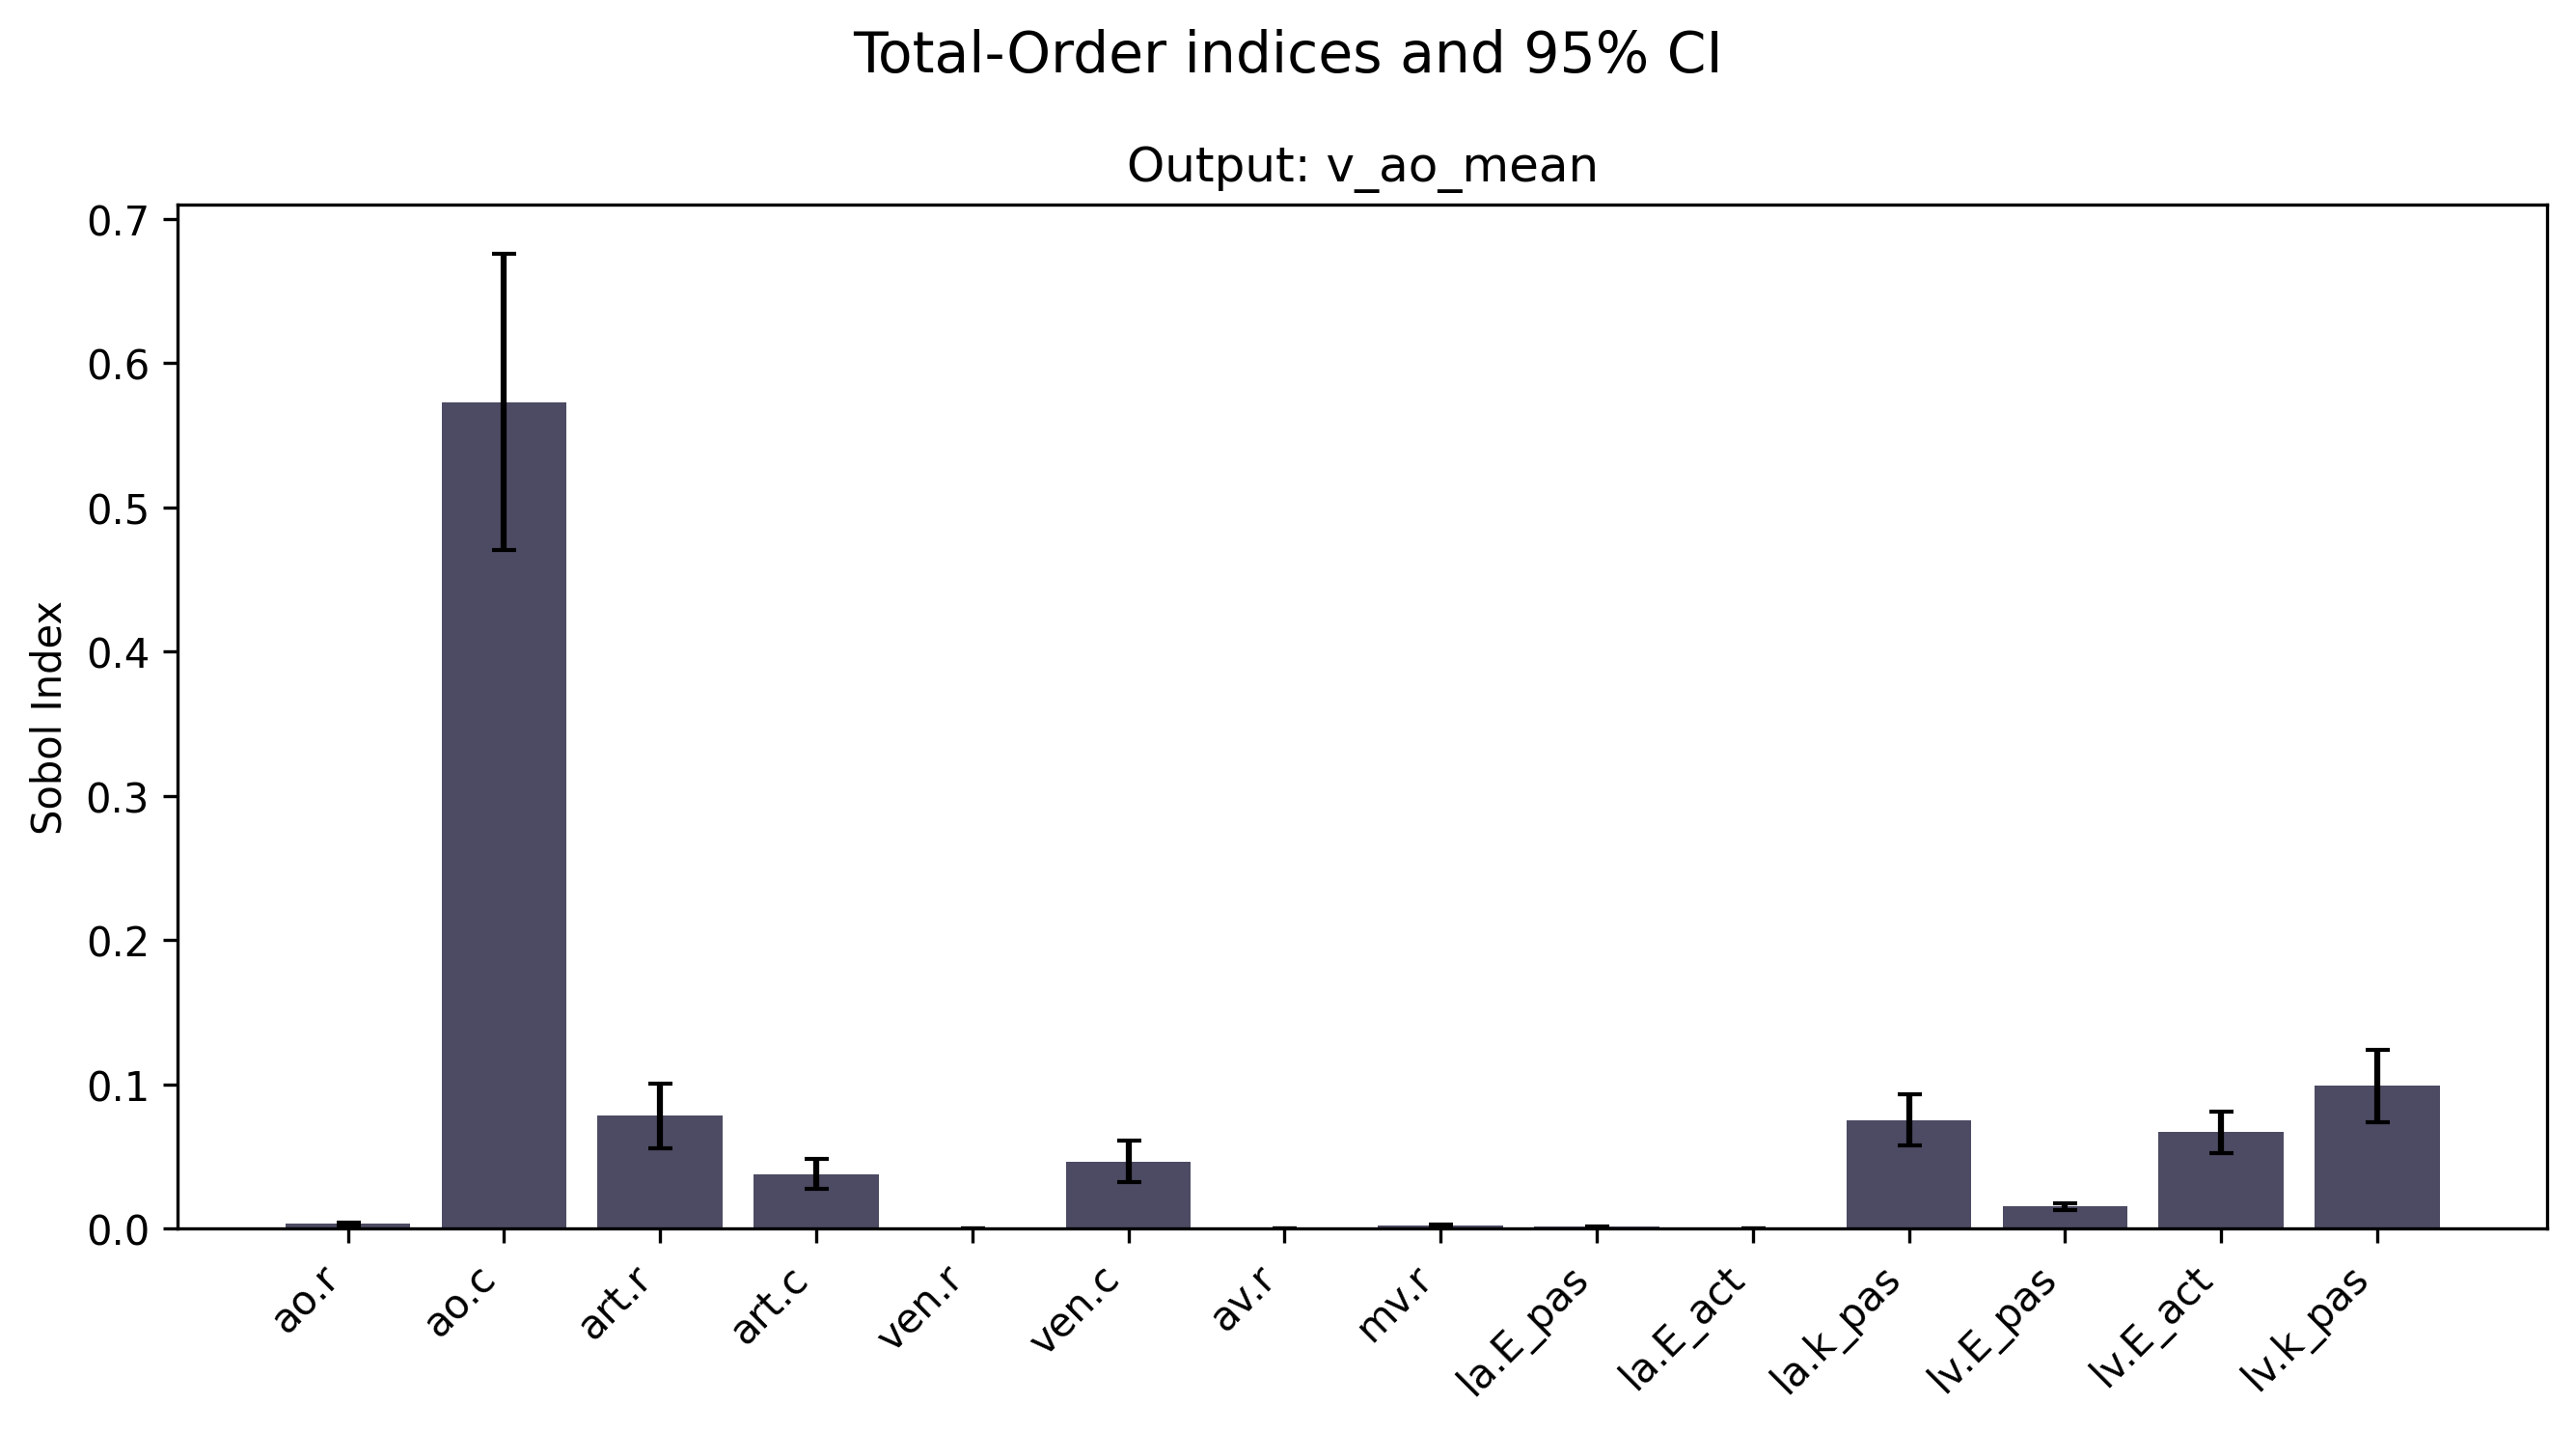 Total-Order indices and 95% CI
Output: v_ao_mean
Sobol Index
0.7
0.6
0.5
0.4
0.3
0.2
0.1
0.0
ao.r
ao.c
art.r
art.c
ven.r
ven.c
av.r
mv.r
la.E_pas
la.E_act
la.k_pas
lv.E_pas
lv.E_act
lv.k_pas